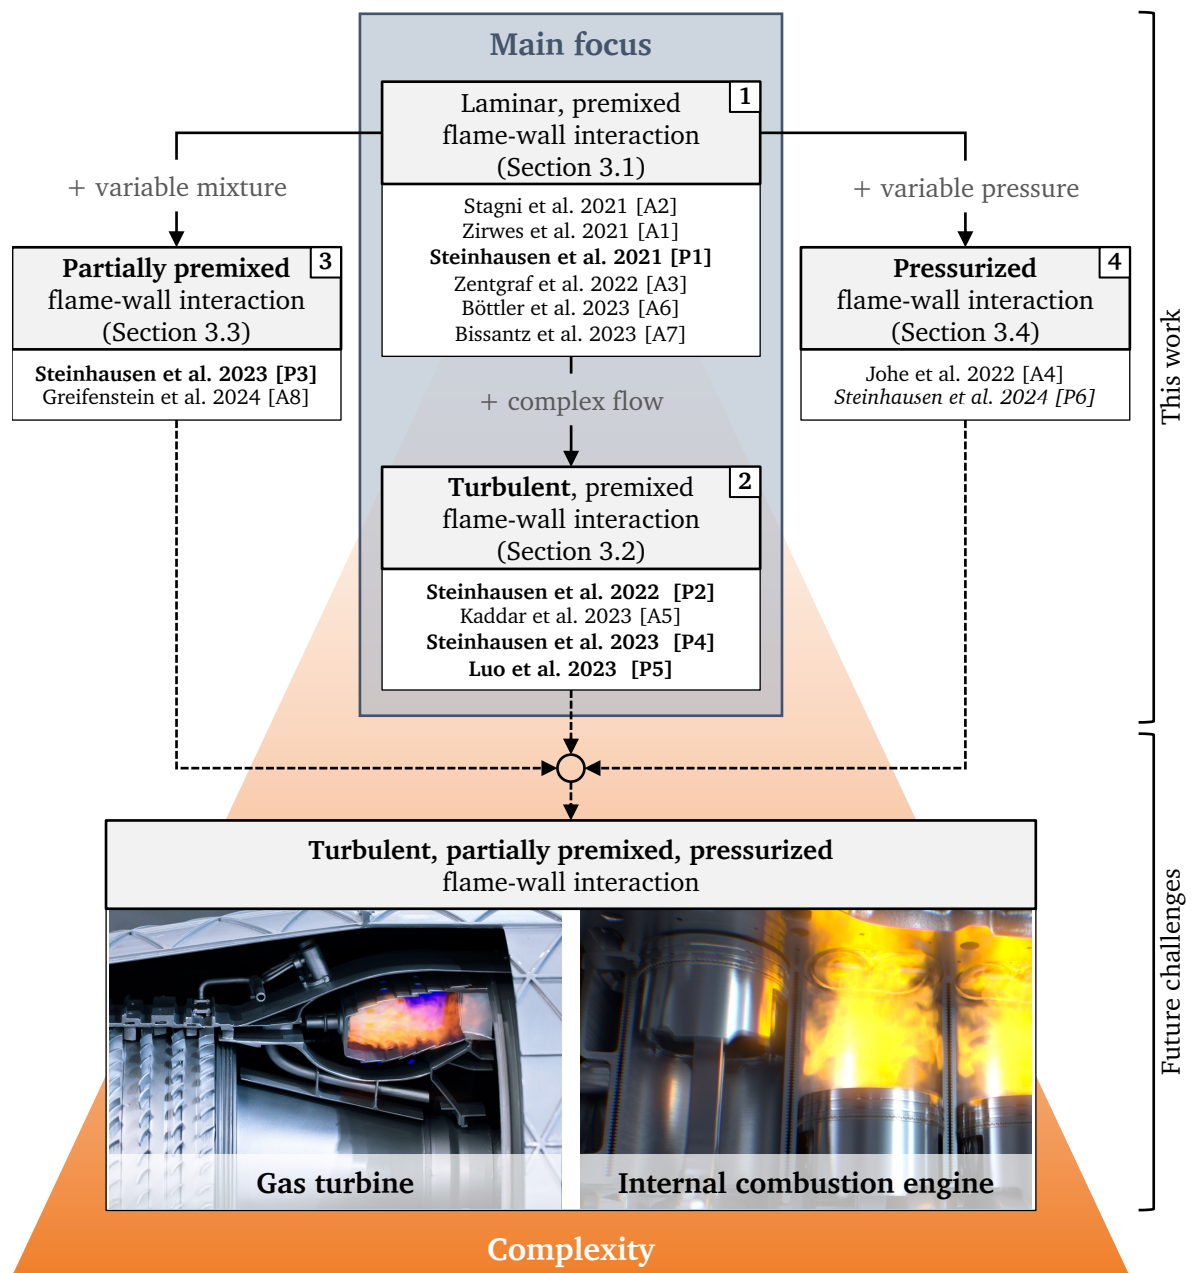 Main focus
1
Laminar, premixed
flame-wall interaction
(Section 3.1)
Stagni et al. 2021 [A2]
Zirwes et al. 2021 [A1]
Steinhausen et al. 2021 [P1]
Zentgraf et al. 2022 [A3]
Böttler et al. 2023 [A6]
Bissantz et al. 2023 [A7]
+ variable mixture
+ variable pressure
3
Partially premixed
flame-wall interaction
(Section 3.3)
Steinhausen et al. 2023 [P3]
Greifenstein et al. 2024 [A8]
4
Pressurized
flame-wall interaction
(Section 3.4)
Johe et al. 2022 [A4]
Steinhausen et al. 2024 [P6]
+ complex flow
2
Turbulent, premixed
flame-wall interaction
(Section 3.2)
Steinhausen et al. 2022 [P2]
Kaddar et al. 2023 [A5]
Steinhausen et al. 2023 [P4]
Luo et al. 2023 [P5]
This work
Turbulent, partially premixed, pressurized
flame-wall interaction
Gas turbine
Internal combustion engine
Future challenges
Complexity